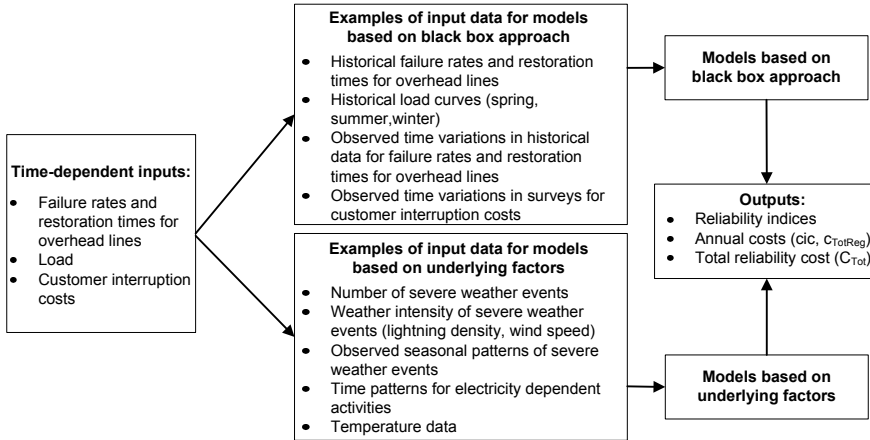 Time-dependent inputs:
• Failure rates and
restoration times for
overhead lines
• Load
• Customer interruption
costs
Examples of input data for models
based on black box approach
• Historical failure rates and restoration
times for overhead lines
• Historical load curves (spring,
summer,winter)
• Observed time variations in historical
data for failure rates and restoration
times for overhead lines
• Observed time variations in surveys for
customer interruption costs
Examples of input data for models
based on underlying factors
• Number of severe weather events
• Weather intensity of severe weather
events (lightning density, wind speed)
• Observed seasonal patterns of severe
weather events
• Time patterns for electricity dependent
activities
• Temperature data
Models based on
black box approach
Outputs:
• Reliability indices
• Annual costs (cic, cTotReg)
• Total reliability cost (CTot)
Models based on
underlying factors